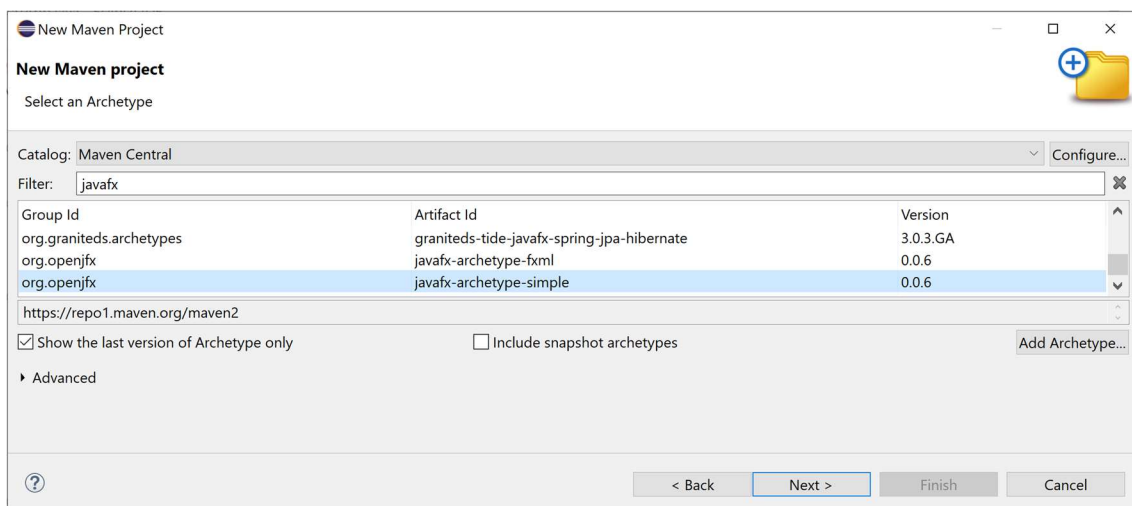 New Maven Project
New Maven project
Select an Archetype
Catalog: Maven Central Configure...
Filter: javafx
Group Id Artifact Id Version
org.graniteds.archetypes graniteds-tide-javafx-spring-jpa-hibernate 3.0.3.GA
org.openjfx javafx-archetype-fxml 0.0.6
org.openjfx javafx-archetype-simple 0.0.6
https://repo1.maven.org/maven2
Show the last version of Archetype only Include snapshot archetypes Add Archetype...
Advanced
? < Back Next > Finish Cancel